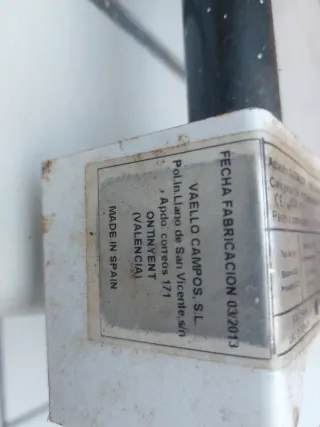 FECHA FABRICACION 03/2013
VAELLO CAMPOS, S.L.
Pol.In.Llano de San Vicente,s/n
, Apdo. correos 171
ONTINYENT
(VALENCIA)
MADE IN SPAIN